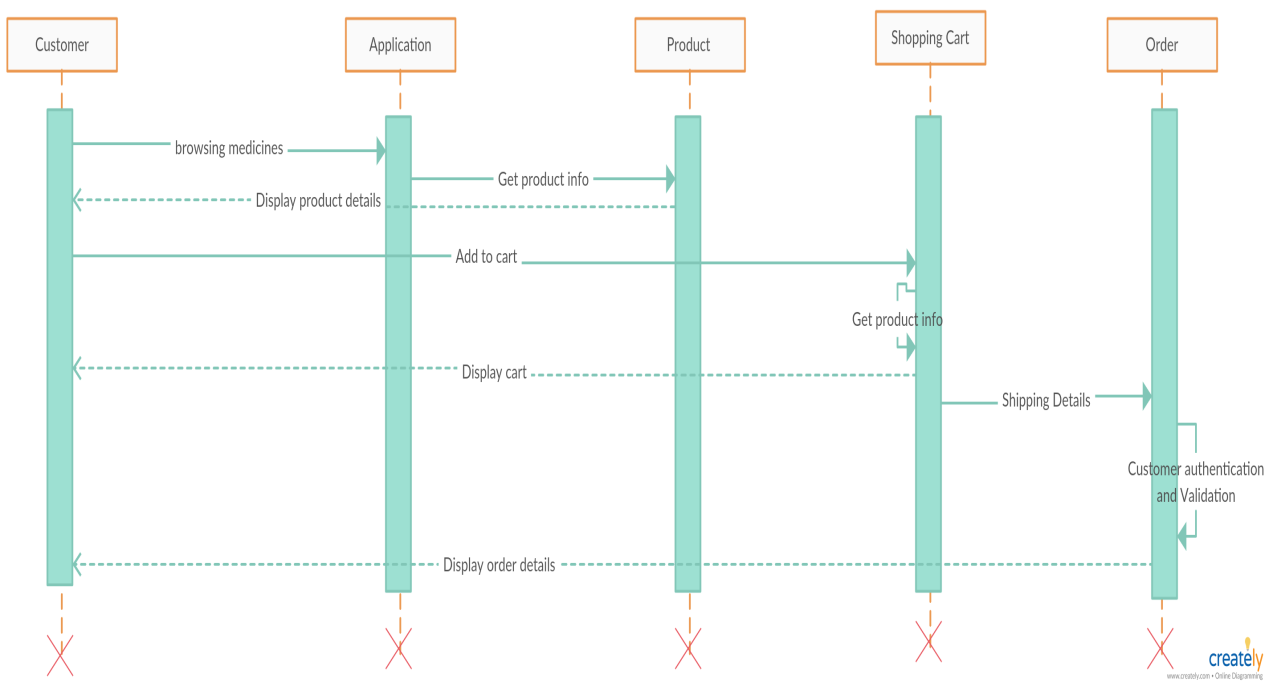 Customer
Application
Product
Shopping Cart
Order
browsing medicines
Get product info
Display product details
Add to cart
Get product info
Display cart
Shipping Details
Customer authentication
and Validation
Display order details
creately
www.creately.com • Online Diagramming